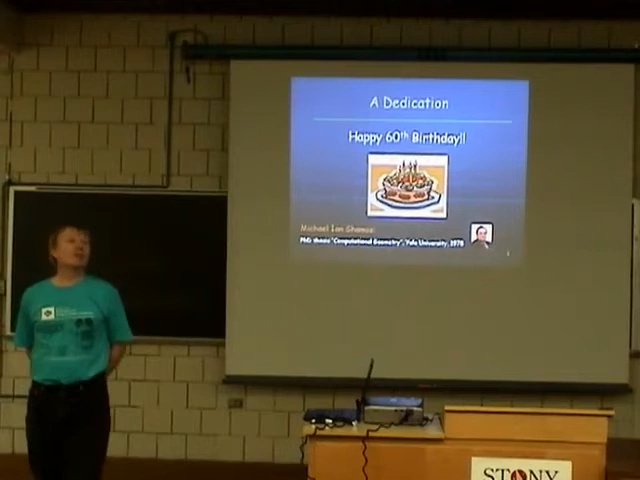 A Dedication
Happy 60th Birthday!!
Michael Ian Shamos:
PhD thesis "Computational Geometry", Yale University, 1978
STONY